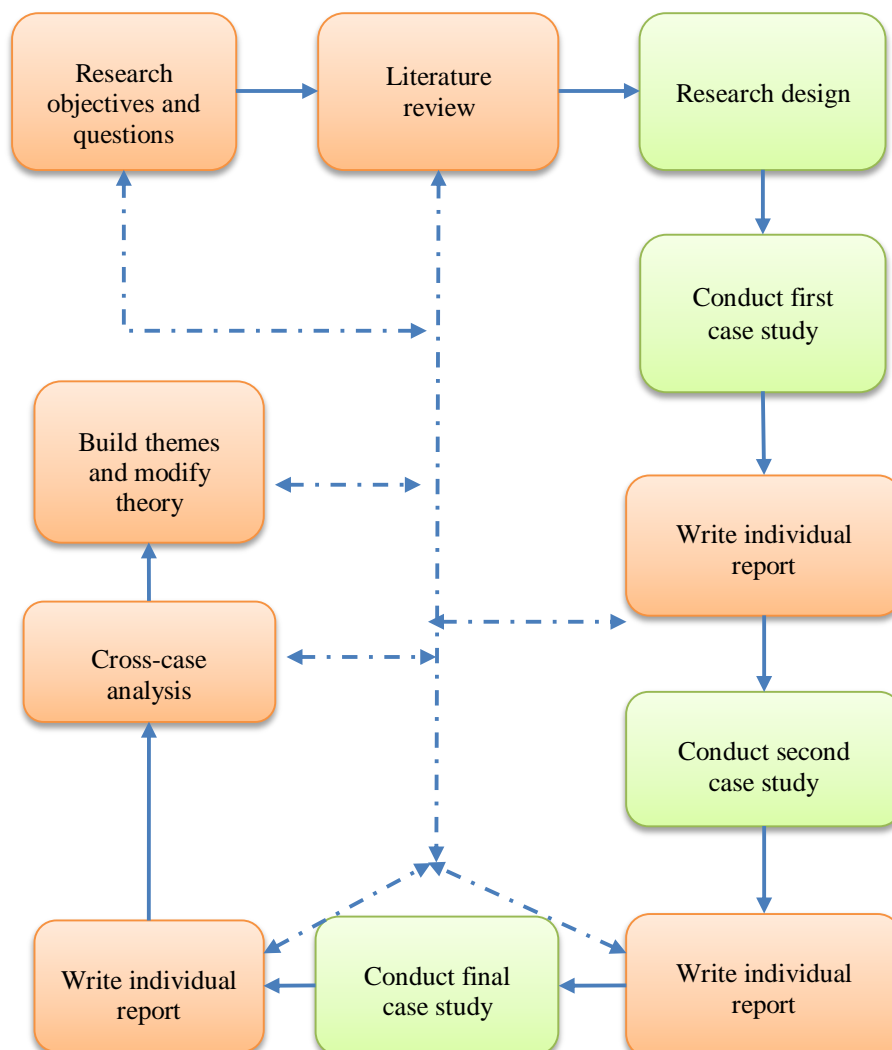 Research
objectives and
questions
Literature
review
Research design
Conduct first
case study
Build themes
and modify
theory
Write individual
report
Cross-case
analysis
Conduct second
case study
Write individual
report
Conduct final
case study
Write individual
report